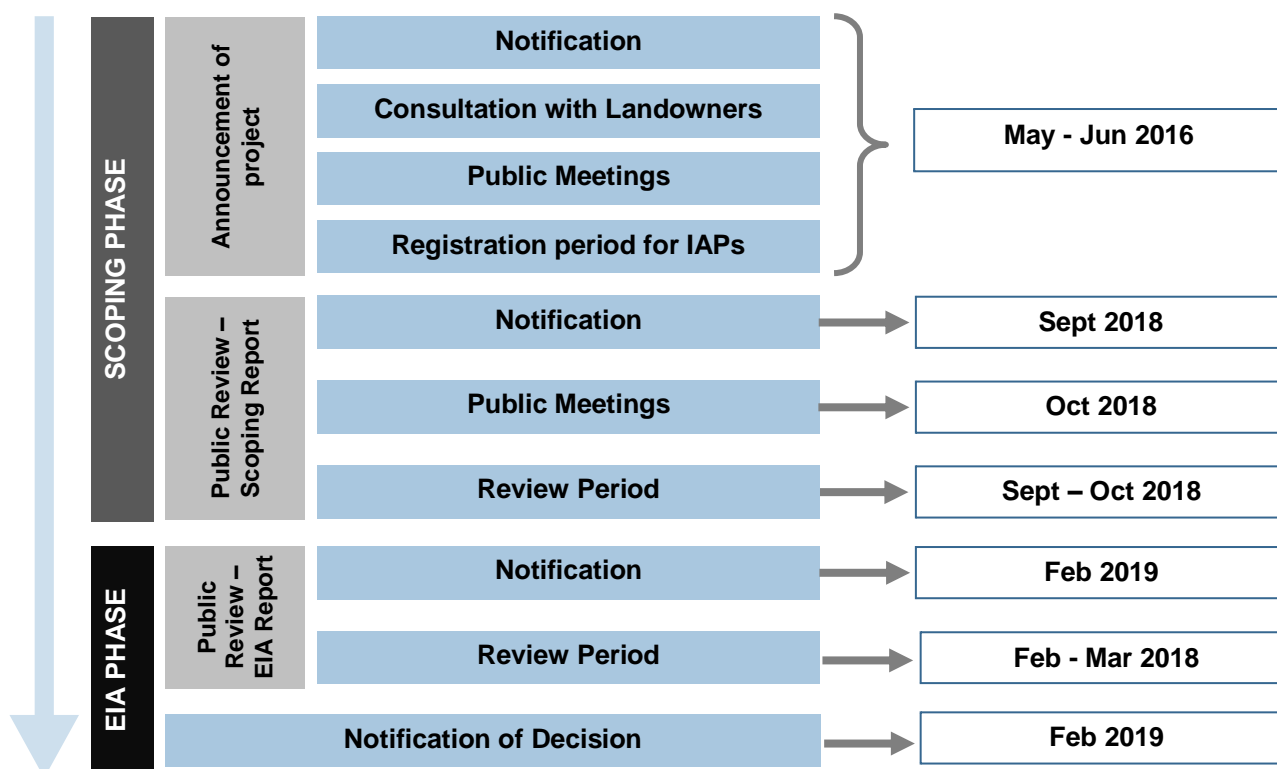 SCOPING PHASE
Announcement of
project
Notification
Consultation with Landowners
Public Meetings
Registration period for IAPs
May - Jun 2016
Public Review –
Scoping Report
Notification
Sept 2018
Public Meetings
Oct 2018
Review Period
Sept – Oct 2018
EIA PHASE
Public
Review –
EIA Report
Notification
Feb 2019
Review Period
Feb - Mar 2018
Notification of Decision
Feb 2019